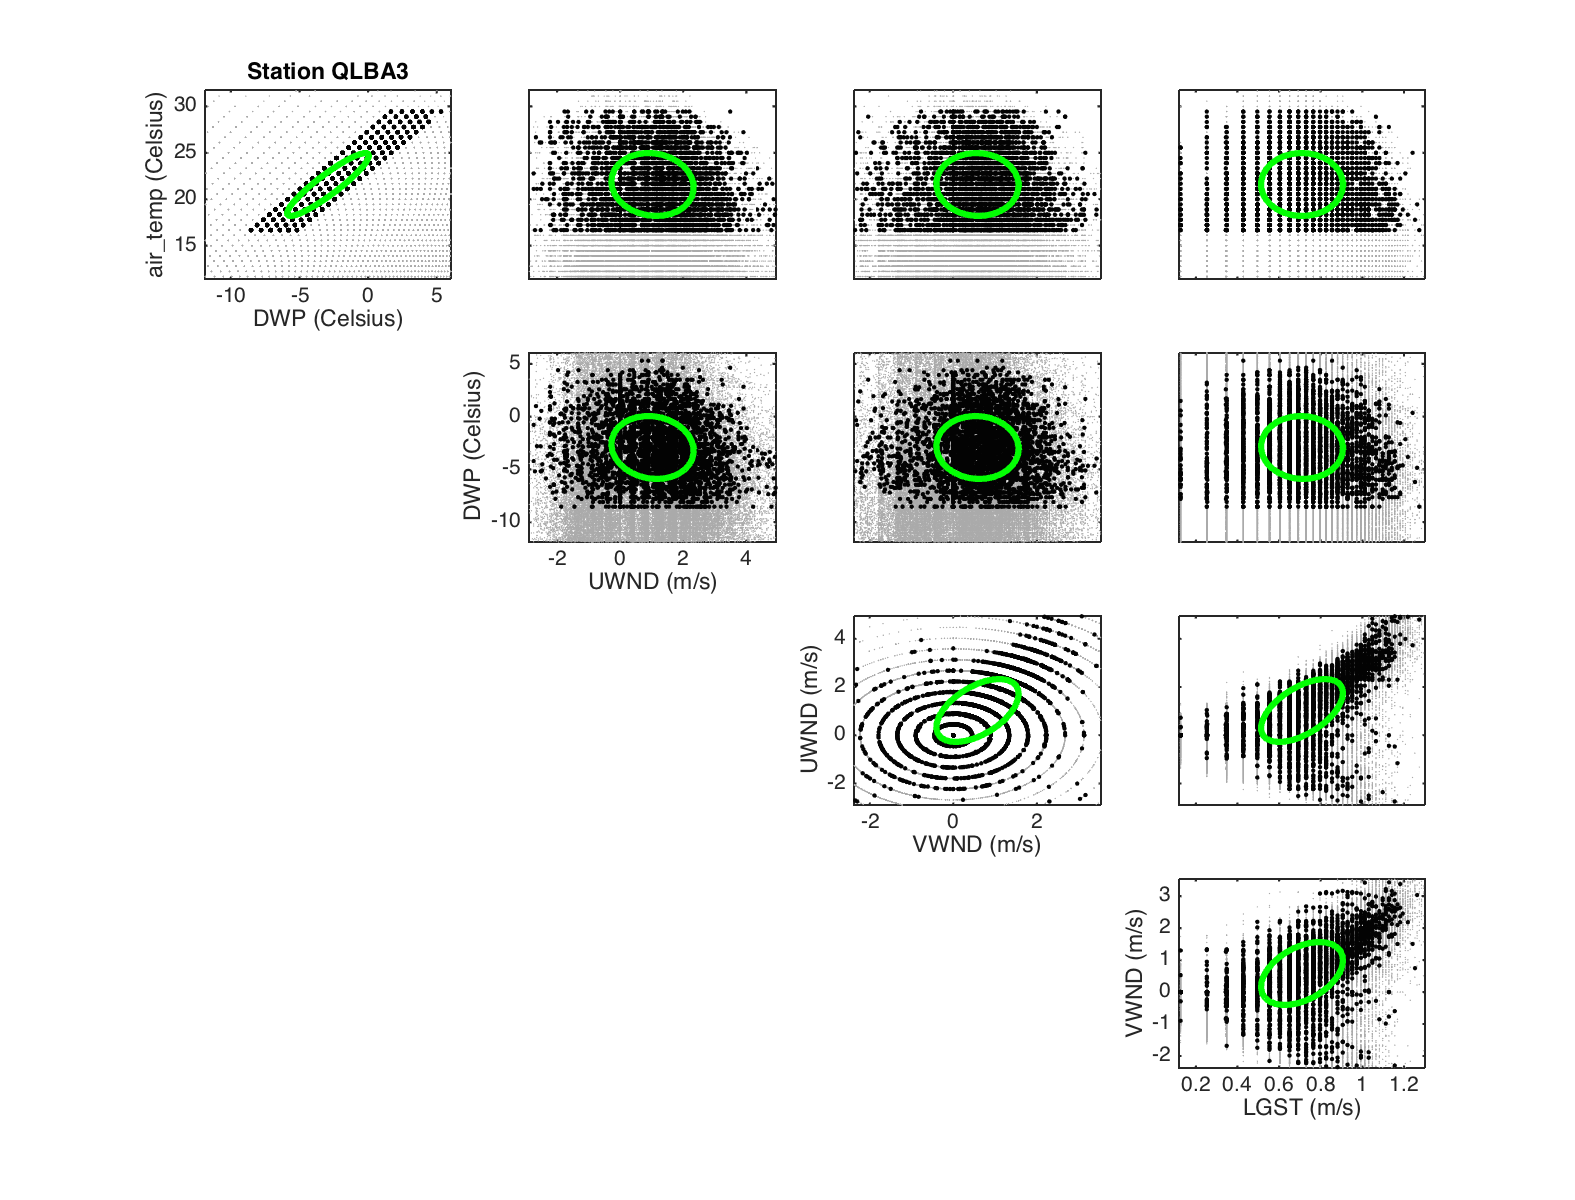 Station QLBA3
air_temp (Celsius)
30
25
20
15
-10 -5 0 5
DWP (Celsius)
DWP (Celsius)
5
0
-5
-10
-2 0 2 4
UWND (m/s)
UWND (m/s)
4
2
0
-2
-2 0 2
VWND (m/s)
VWND (m/s)
3
2
1
0
-1
-2
0.2 0.4 0.6 0.8 1 1.2
LGST (m/s)